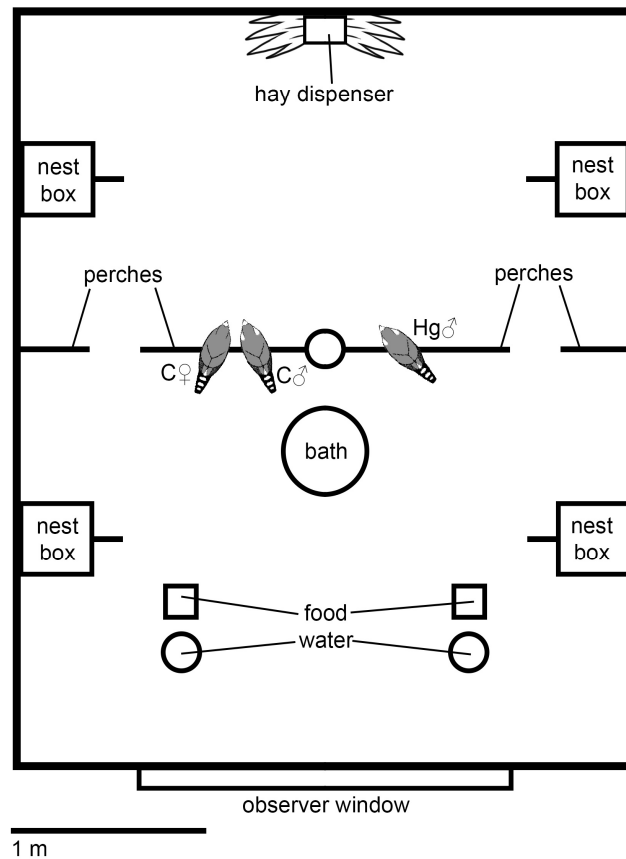 hay dispenser
nest
box
nest
box
perches
perches
Hg♂
C♀
C♂
bath
nest
box
nest
box
food
water
observer window
1 m